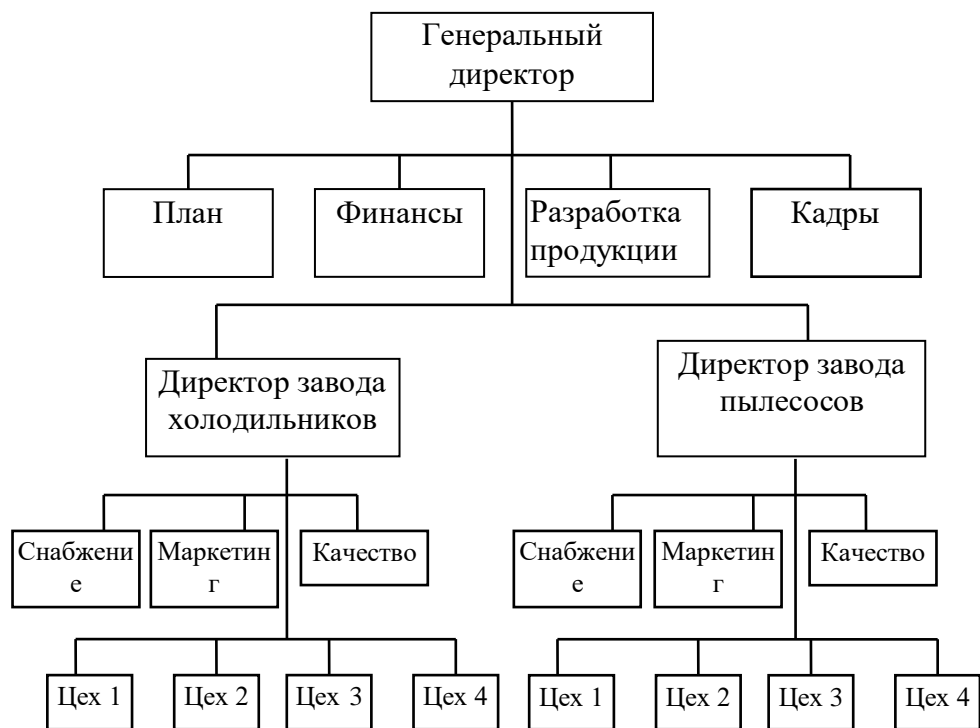 Генеральный
директор
План
Финансы
Разработка
продукции
Кадры
Директор завода
холодильников
Директор завода
пылесосов
Снабжени
е
Маркетин
г
Качество
Снабжени
е
Маркетин
г
Качество
Цех 1
Цех 2
Цех 3
Цех 4
Цех 1
Цех 2
Цех 3
Цех 4